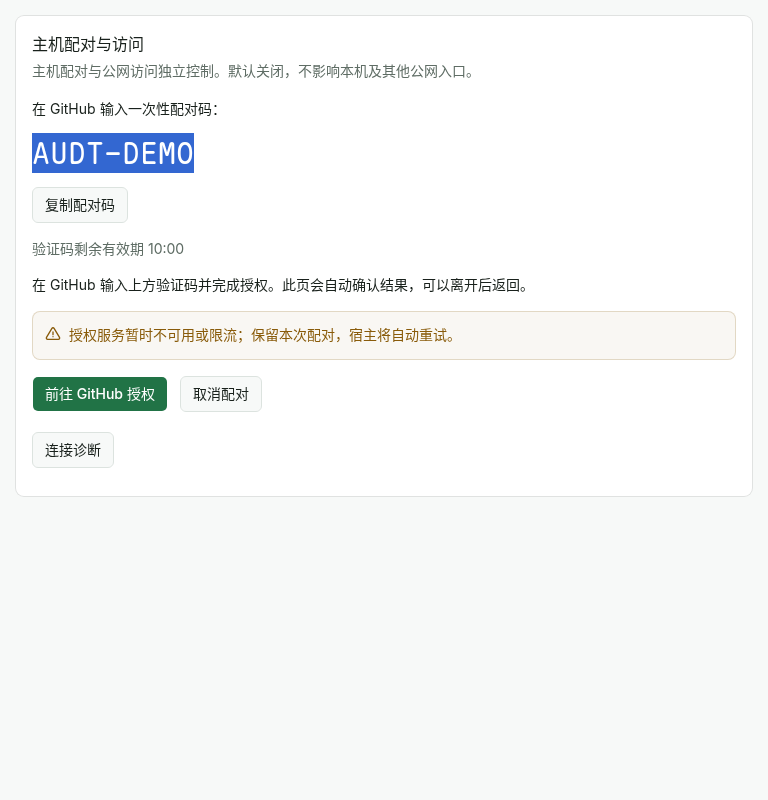 主机配对与访问
主机配对与公网访问独立控制。默认关闭，不影响本机及其他公网入口。
在 GitHub 输入一次性配对码：
AUDT-DEMO
复制配对码
验证码剩余有效期 10:00
在 GitHub 输入上方验证码并完成授权。此页会自动确认结果，可以离开后返回。
授权服务暂时不可用或限流；保留本次配对，宿主将自动重试。
前往 GitHub 授权 取消配对
连接诊断